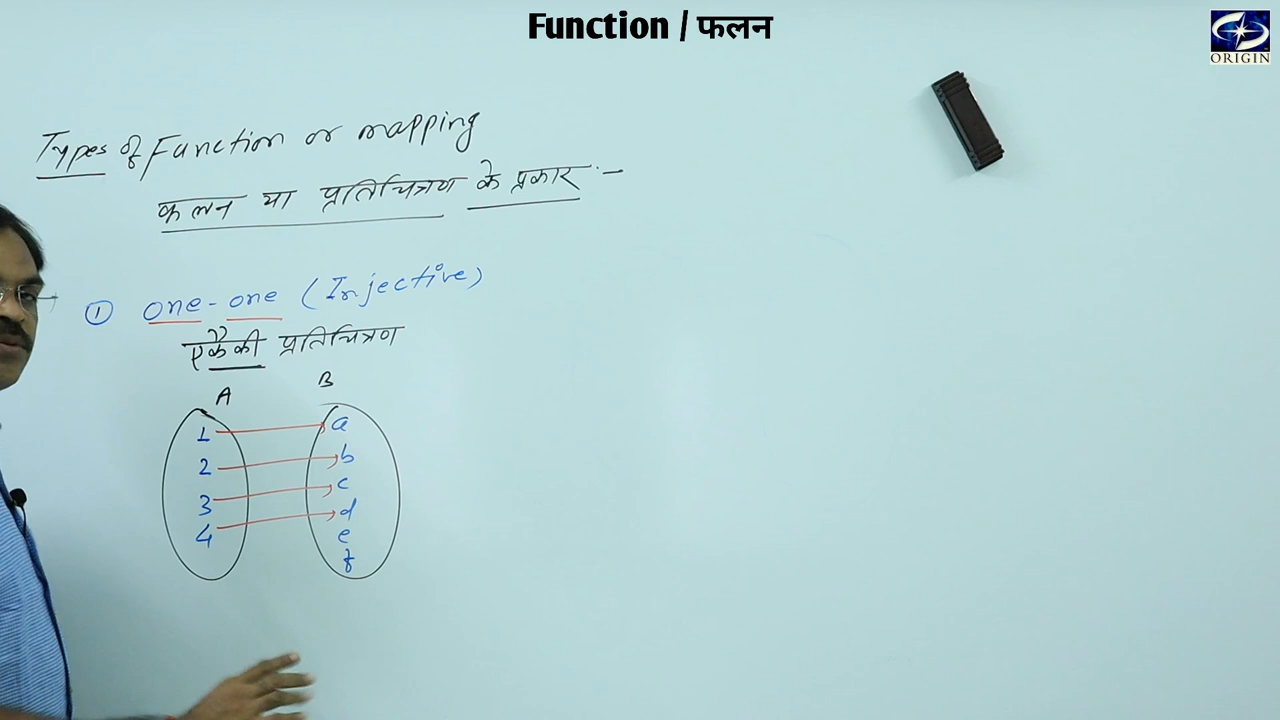 Function / फलन
ORIGIN
Types of Function or mapping
फलन या प्रतिचित्रण के प्रकार :-
① one-one (Injective)
एकैकी प्रतिचित्रण
A B
1 a
2 b
3 c
4 d
e
f